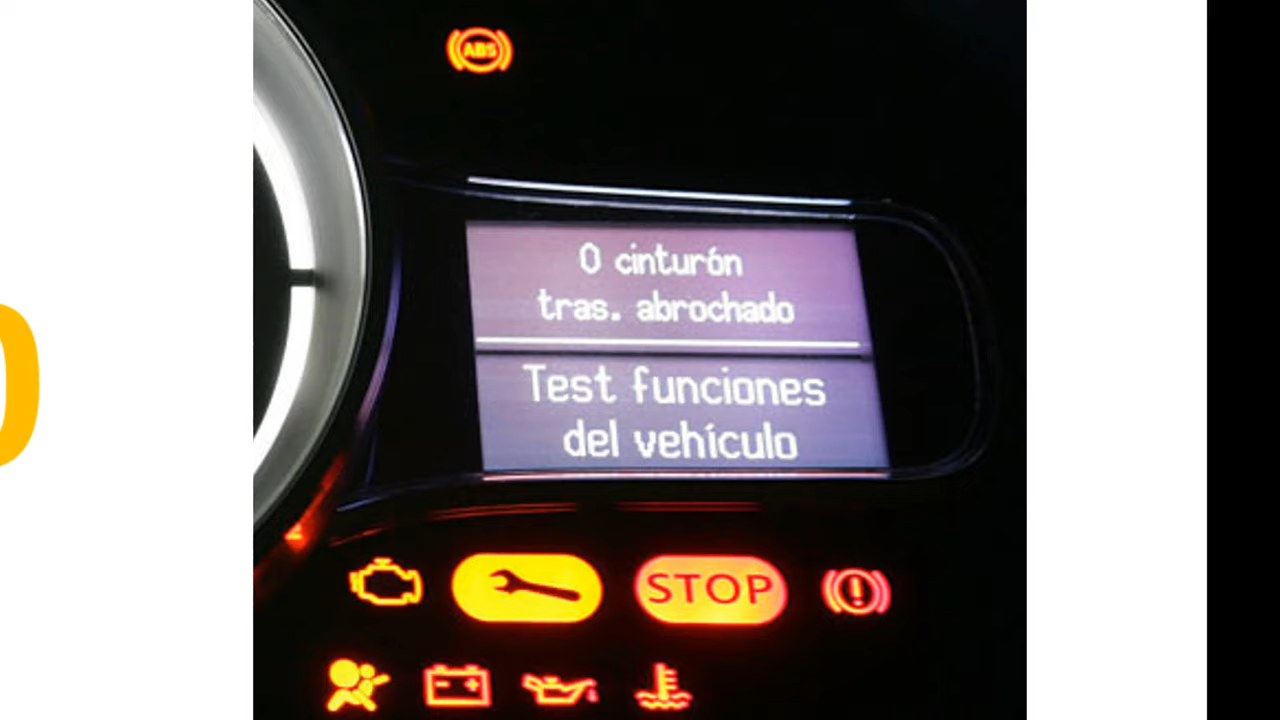 ABS
0 cinturón
tras. abrochado
Test funciones
del vehículo
STOP